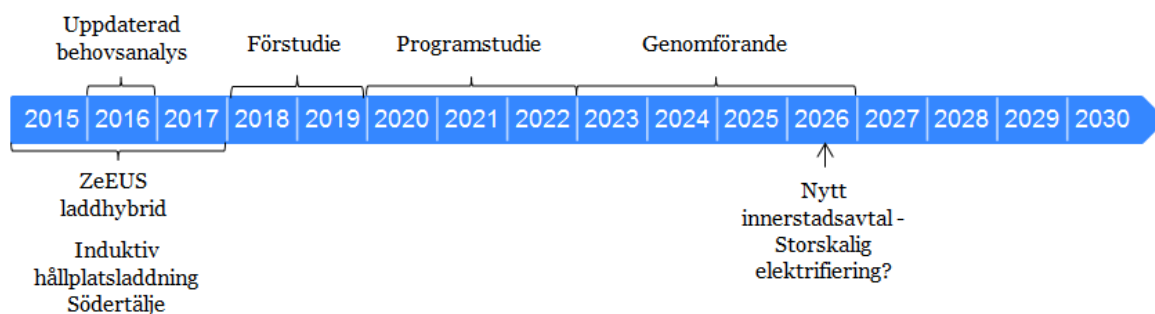 Uppdaterad
behovsanalys
Förstudie
Programstudie
Genomförande
2015 2016 2017 2018 2019 2020 2021 2022 2023 2024 2025 2026 2027 2028 2029 2030
ZeEUS
laddhybrid
Induktiv
hållplatsladdning
Södertälje
Nytt
innerstadsavtal -
Storskalig
elektrifiering?